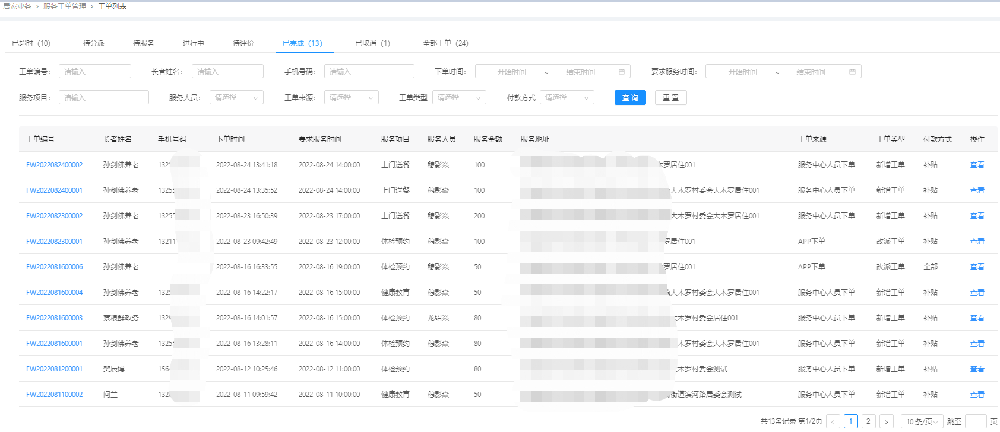 居家业务 > 服务工单管理 > 工单列表
已超时 (10) 待分派 待服务 进行中 待评价 已完成 (13) 已取消 (1) 全部工单 (24)
工单编号: 请输入 长者姓名: 请输入 手机号码: 请输入 下单时间: 开始时间 ~ 结束时间 要求服务时间: 开始时间 ~ 结束时间
服务项目: 请输入 服务人员: 请选择 工单来源: 请选择 工单类型 请选择 付款方式 请选择 查询 重置
工单编号 长者姓名 手机号码 下单时间 要求服务时间 服务项目 服务人员 服务金额 服务地址 工单来源 工单类型 付款方式 操作
FW2022082400002 孙剑佛养老 1325 2022-08-24 13:41:18 2022-08-24 14:00:00 上门送餐 穆影焱 100 木罗居住001 服务中心人员下单 新增工单 补贴 查看
FW2022082400001 孙剑佛养老 13255 2022-08-24 13:35:52 2022-08-24 14:00:00 上门送餐 穆影焱 100 大木罗村委会大木罗居住001 服务中心人员下单 新增工单 补贴 查看
FW2022082300002 孙剑佛养老 13255 2022-08-23 16:50:39 2022-08-23 17:00:00 上门送餐 穆影焱 200 大木罗村委会大木罗居住001 服务中心人员下单 新增工单 补贴 查看
FW2022082300001 孙剑佛养老 13211 2022-08-23 09:42:49 2022-08-23 12:00:00 体检预约 穆影焱 100 罗居住001 APP下单 改派工单 补贴 查看
FW2022081600006 孙剑佛养老 2022-08-16 16:33:55 2022-08-16 19:00:00 体检预约 穆影焱 50 罗居住001 APP下单 改派工单 全部 查看
FW2022081600004 孙剑佛养老 1325 2022-08-16 14:22:17 2022-08-16 15:00:00 健康教育 穆影焱 50 大木罗村委会大木罗居住001 服务中心人员下单 新增工单 补贴 查看
FW2022081600003 蔡粮鲜政务 1329 2022-08-16 14:01:57 2022-08-16 15:00:00 体检预约 龙绍焱 80 木罗村委会居住001 服务中心人员下单 新增工单 补贴 查看
FW2022081600001 孙剑佛养老 13255 2022-08-16 13:28:11 2022-08-16 14:00:00 体检预约 穆影焱 80 木罗村委会大木罗居住001 服务中心人员下单 新增工单 补贴 查看
FW2022081200001 樊辰博 1564 2022-08-12 10:25:46 2022-08-12 11:00:00 体检预约 80 木罗村委会测试 服务中心人员下单 新增工单 补贴 查看
FW2022081100002 问兰 1320 2022-08-11 09:59:42 2022-08-11 10:00:00 健康教育 穆影焱 50 街道滨河路居委会测试 服务中心人员下单 新增工单 补贴 查看
共13条记录 第1/2页 < 1 2 > 10 条/页 跳至 页